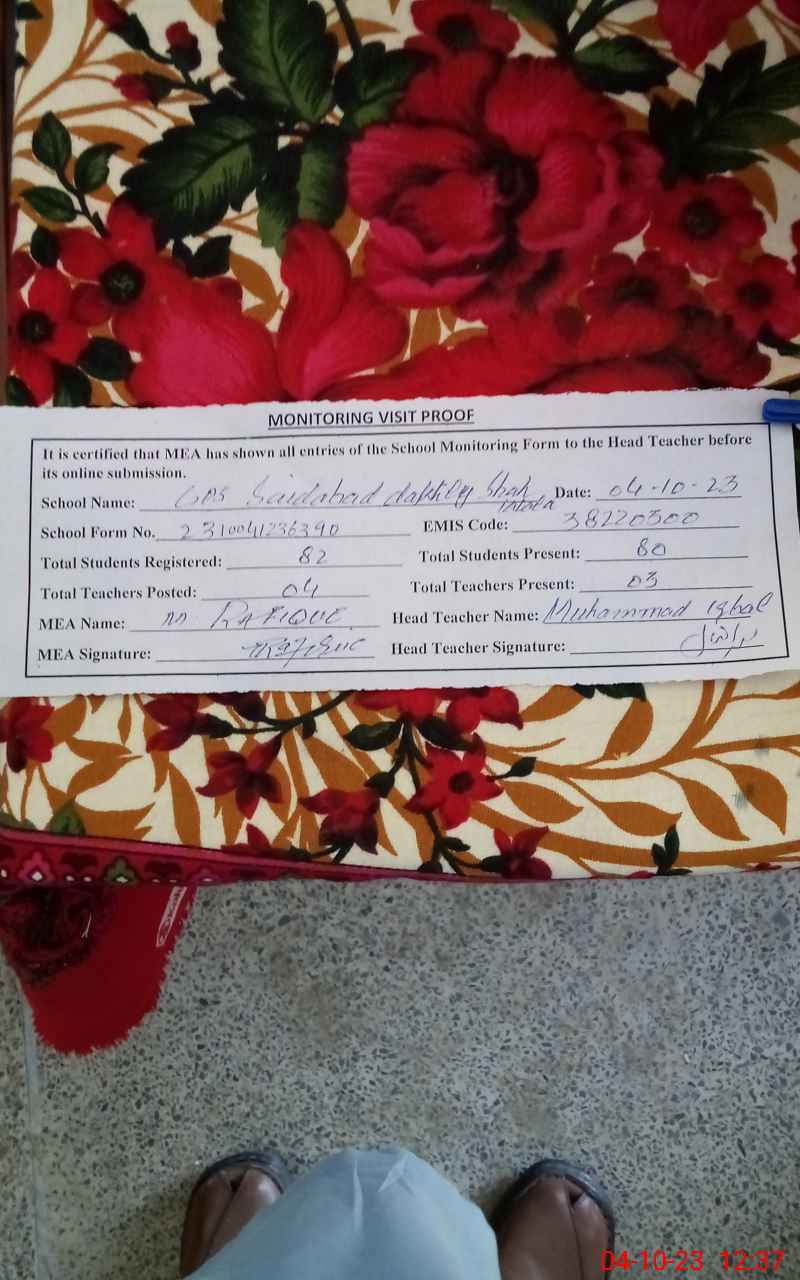 MONITORING VISIT PROOF
It is certified that MEA has shown all entries of the School Monitoring Form to the Head Teacher before
its online submission.
School Name: Saidabad Shah Date: 04-10-23
School Form No. 2310041236390 EMIS Code: 38220300
Total Students Registered: 82 Total Students Present: 80
Total Teachers Posted: 04 Total Teachers Present: 03
MEA Name: M. RAFIQUE Head Teacher Name: Muhammad Iqbal
MEA Signature: Head Teacher Signature:
04-10-23 12:37